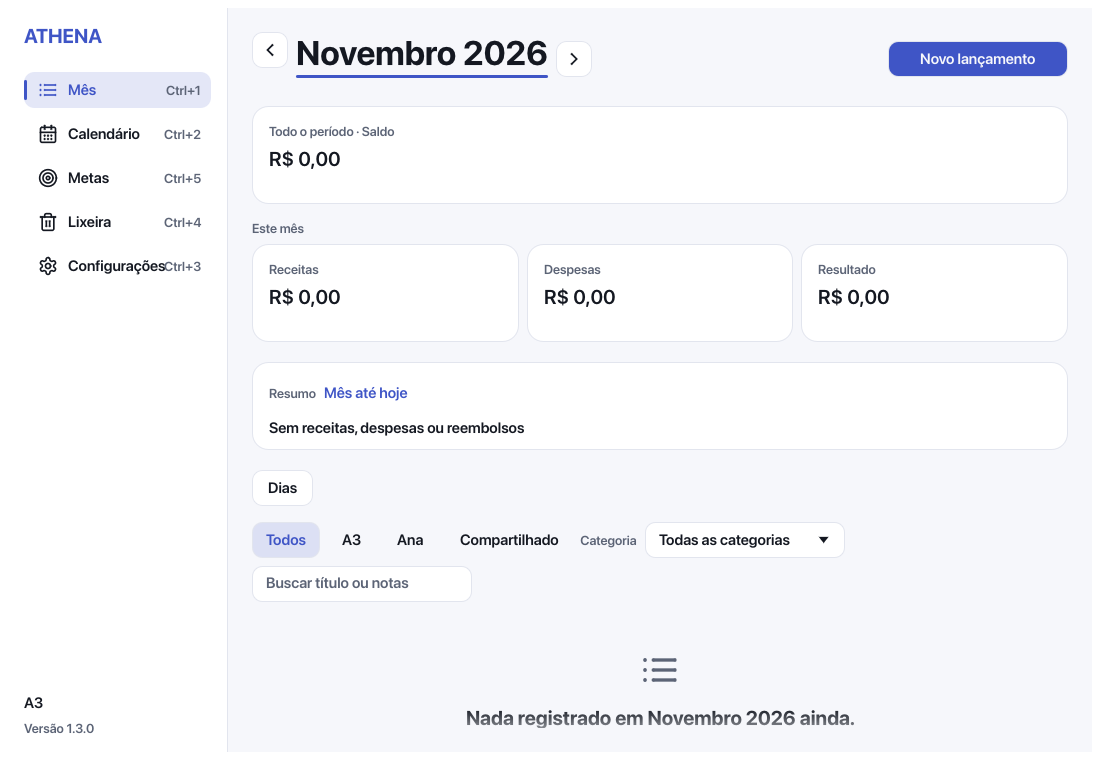 ATHENA
Mês Ctrl+1
Calendário Ctrl+2
Metas Ctrl+5
Lixeira Ctrl+4
Configurações Ctrl+3
A3
Versão 1.3.0
Novembro 2026
Novo lançamento
Todo o período · Saldo
R$ 0,00
Este mês
Receitas
R$ 0,00
Despesas
R$ 0,00
Resultado
R$ 0,00
Resumo Mês até hoje
Sem receitas, despesas ou reembolsos
Dias
Todos A3 Ana Compartilhado Categoria Todas as categorias
Buscar título ou notas
Nada registrado em Novembro 2026 ainda.